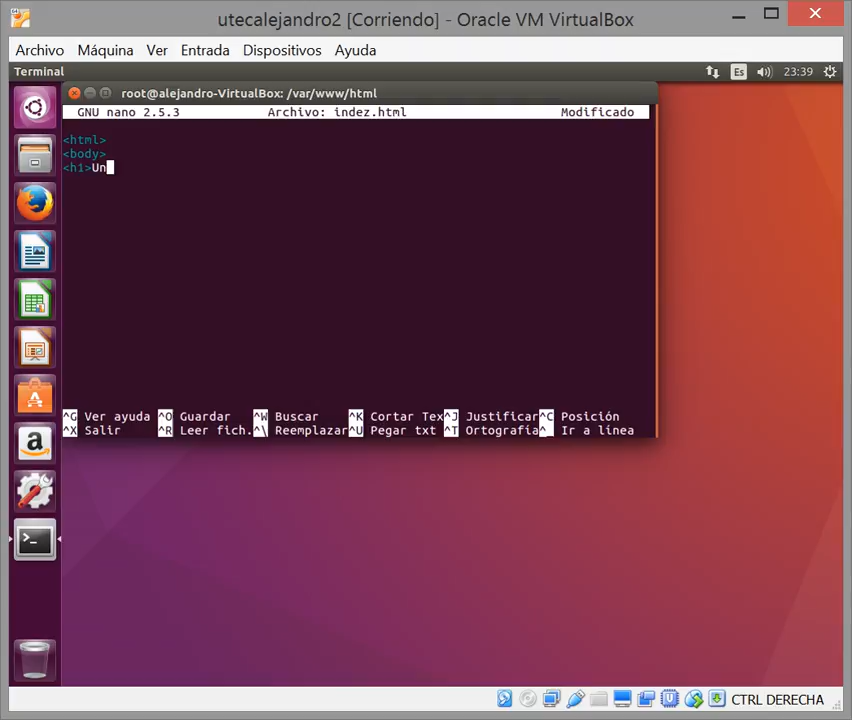 utecalejandro2 [Corriendo] - Oracle VM VirtualBox
Archivo Máquina Ver Entrada Dispositivos Ayuda
Terminal Es 23:39
root@alejandro-VirtualBox: /var/www/html
GNU nano 2.5.3 Archivo: indez.html Modificado
<html>
<body>
<h1>Un
^G Ver ayuda ^O Guardar ^W Buscar ^K Cortar Tex^J Justificar^C Posición
^X Salir ^R Leer fich.^\ Reemplazar^U Pegar txt ^T Ortografía^_ Ir a línea
CTRL DERECHA